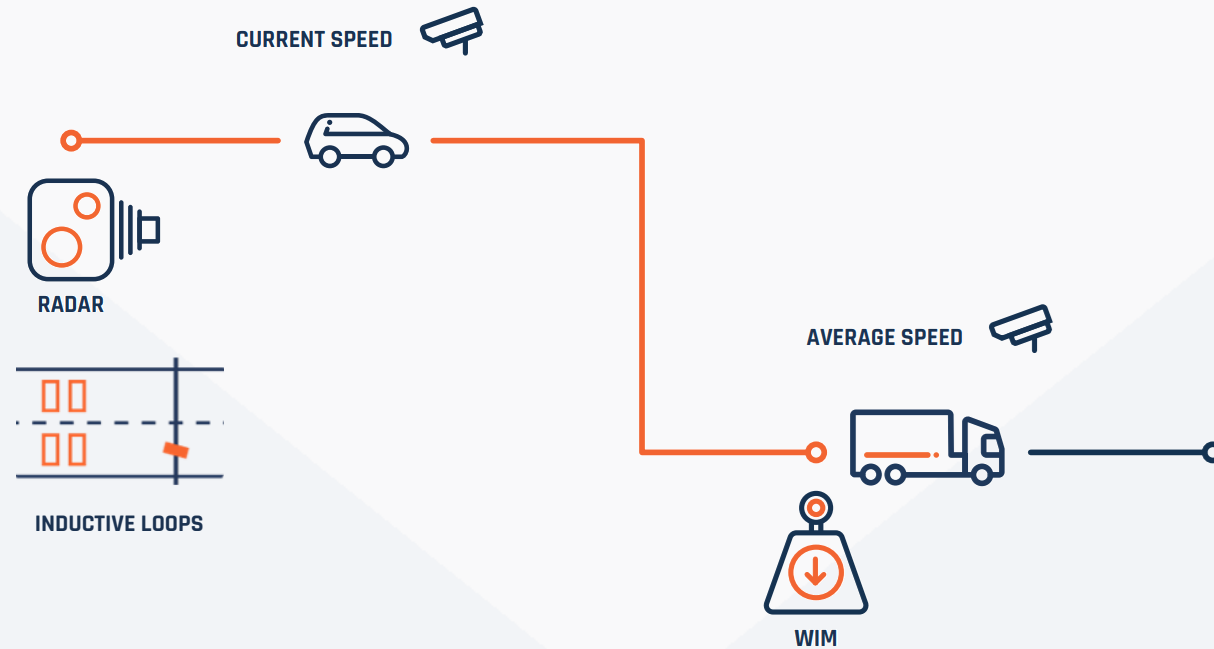 CURRENT SPEED
RADAR
AVERAGE SPEED
INDUCTIVE LOOPS
WIM